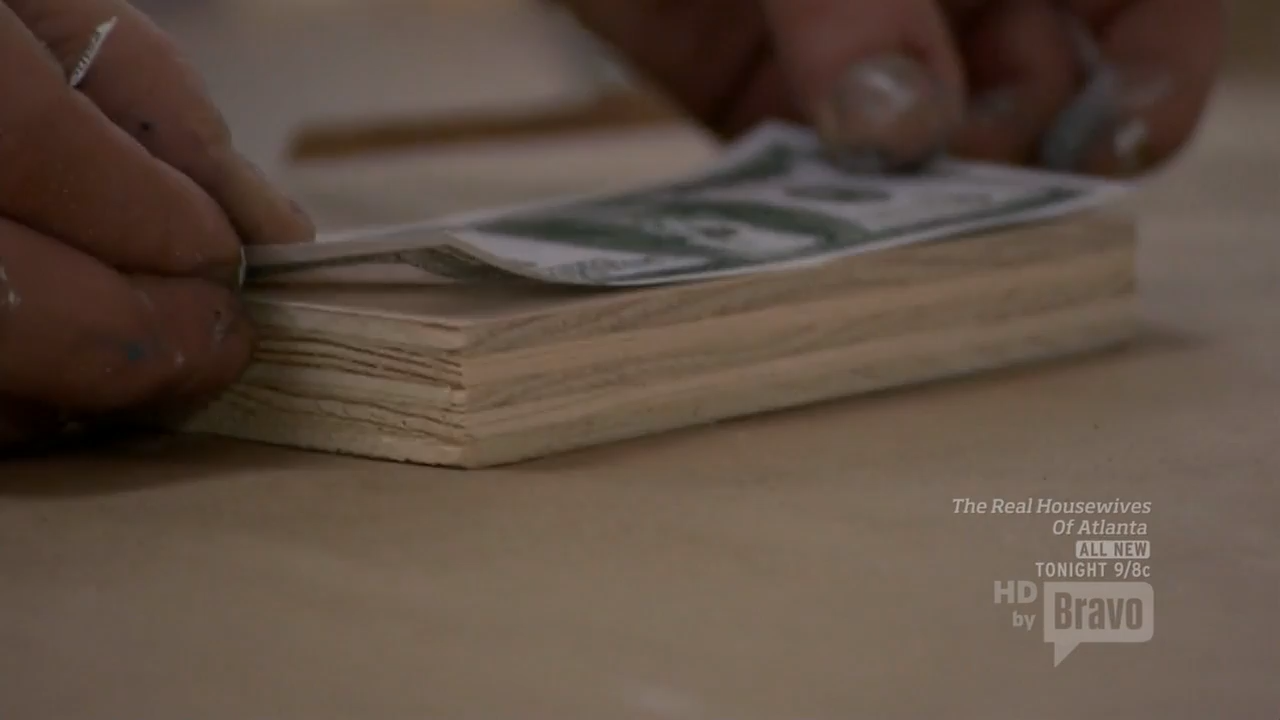 The Real Housewives
Of Atlanta
ALL NEW
TONIGHT 9/8c
HD
by Bravo